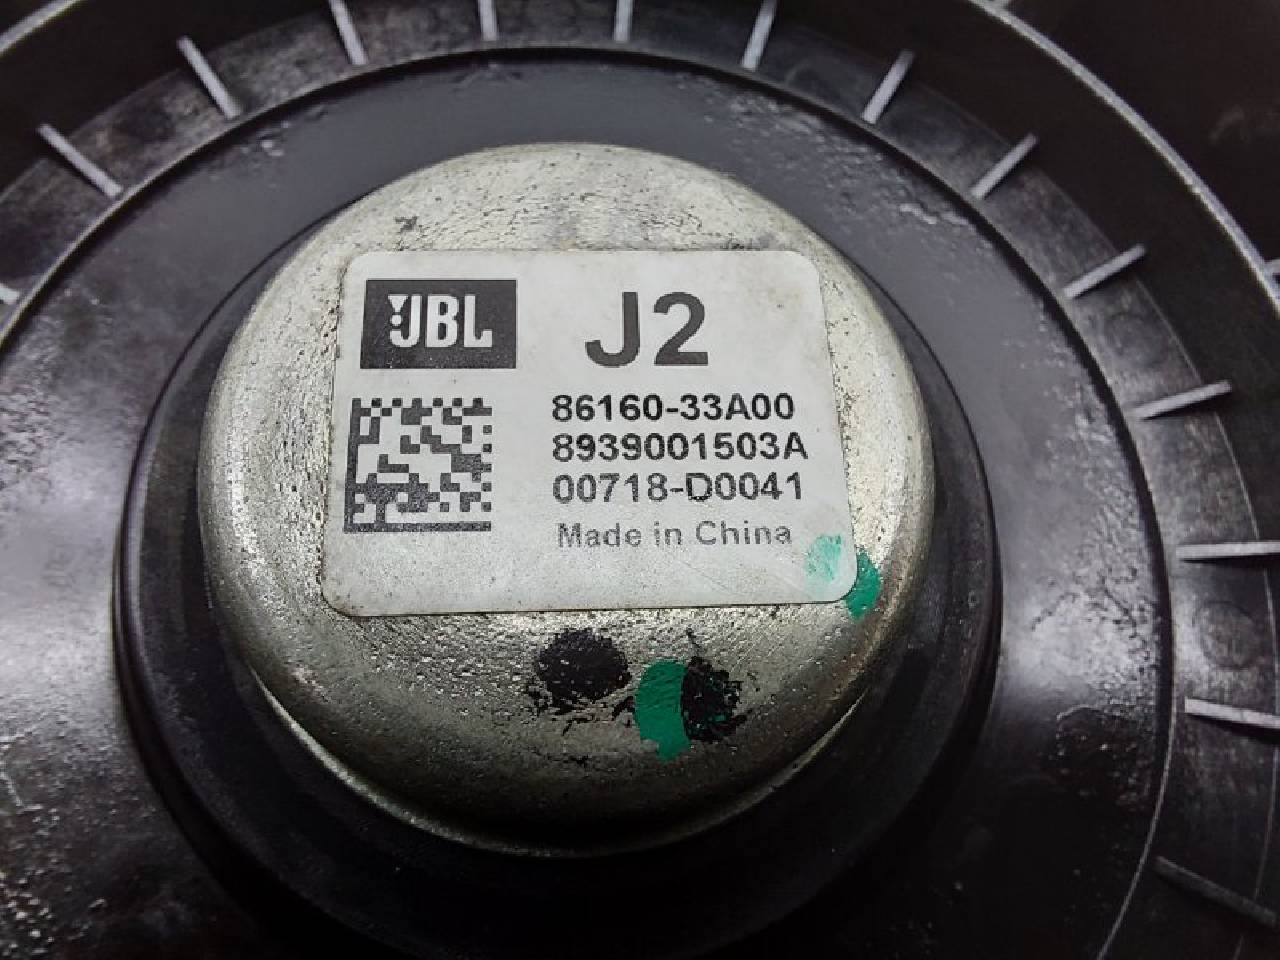 JBL J2
86160-33A00
8939001503A
00718-D0041
Made in China